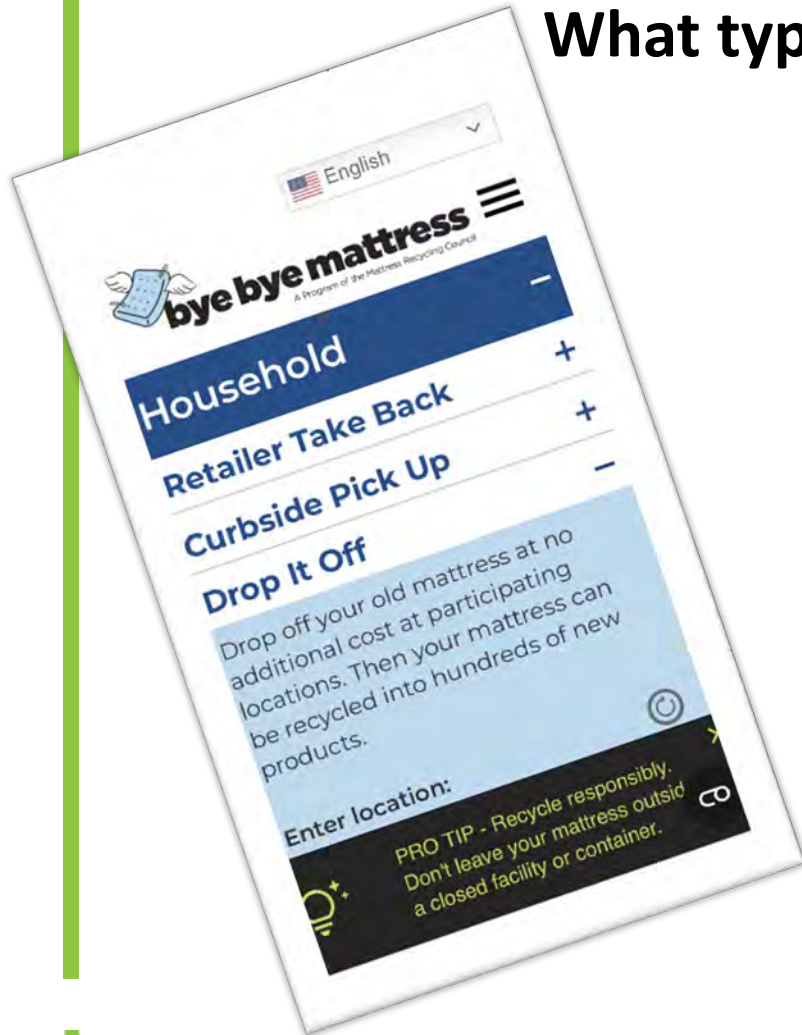 What typ
English
bye bye mattress
A Program of the Mattress Recycling Council
Household
Retailer Take Back
Curbside Pick Up
Drop It Off
Drop off your old mattress at no
additional cost at participating
locations. Then your mattress can
be recycled into hundreds of new
products.
Enter location:
PRO TIP - Recycle responsibly.
Don't leave your mattress outsid
a closed facility or container.